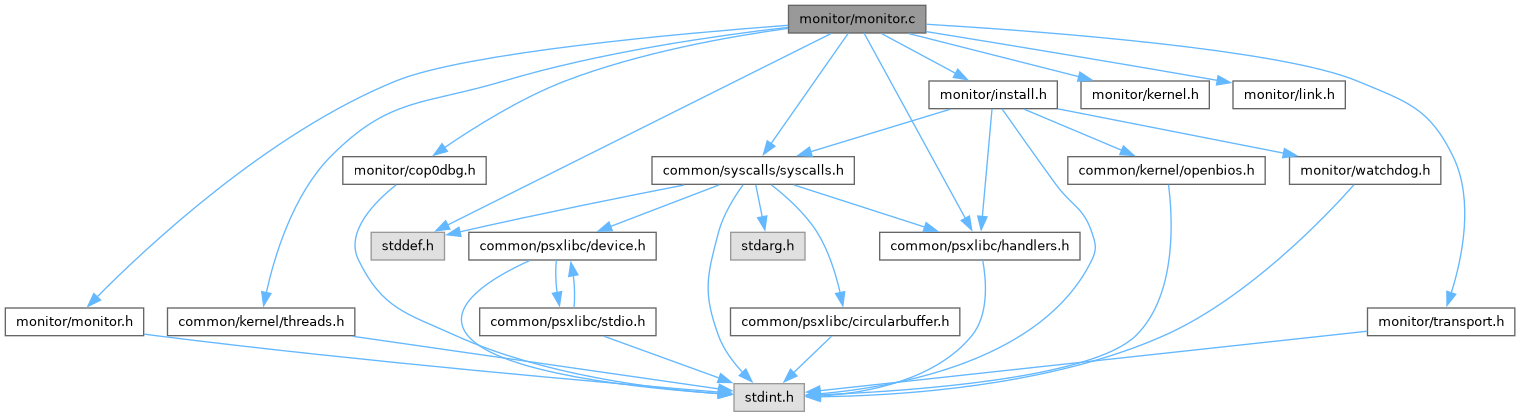 monitor/monitor.c
monitor/install.h
monitor/kernel.h
monitor/link.h
monitor/cop0dbg.h
common/syscalls/syscalls.h
common/kernel/openbios.h
monitor/watchdog.h
stddef.h
common/psxlibc/device.h
stdarg.h
common/psxlibc/handlers.h
monitor/monitor.h
common/kernel/threads.h
common/psxlibc/stdio.h
common/psxlibc/circularbuffer.h
monitor/transport.h
stdint.h